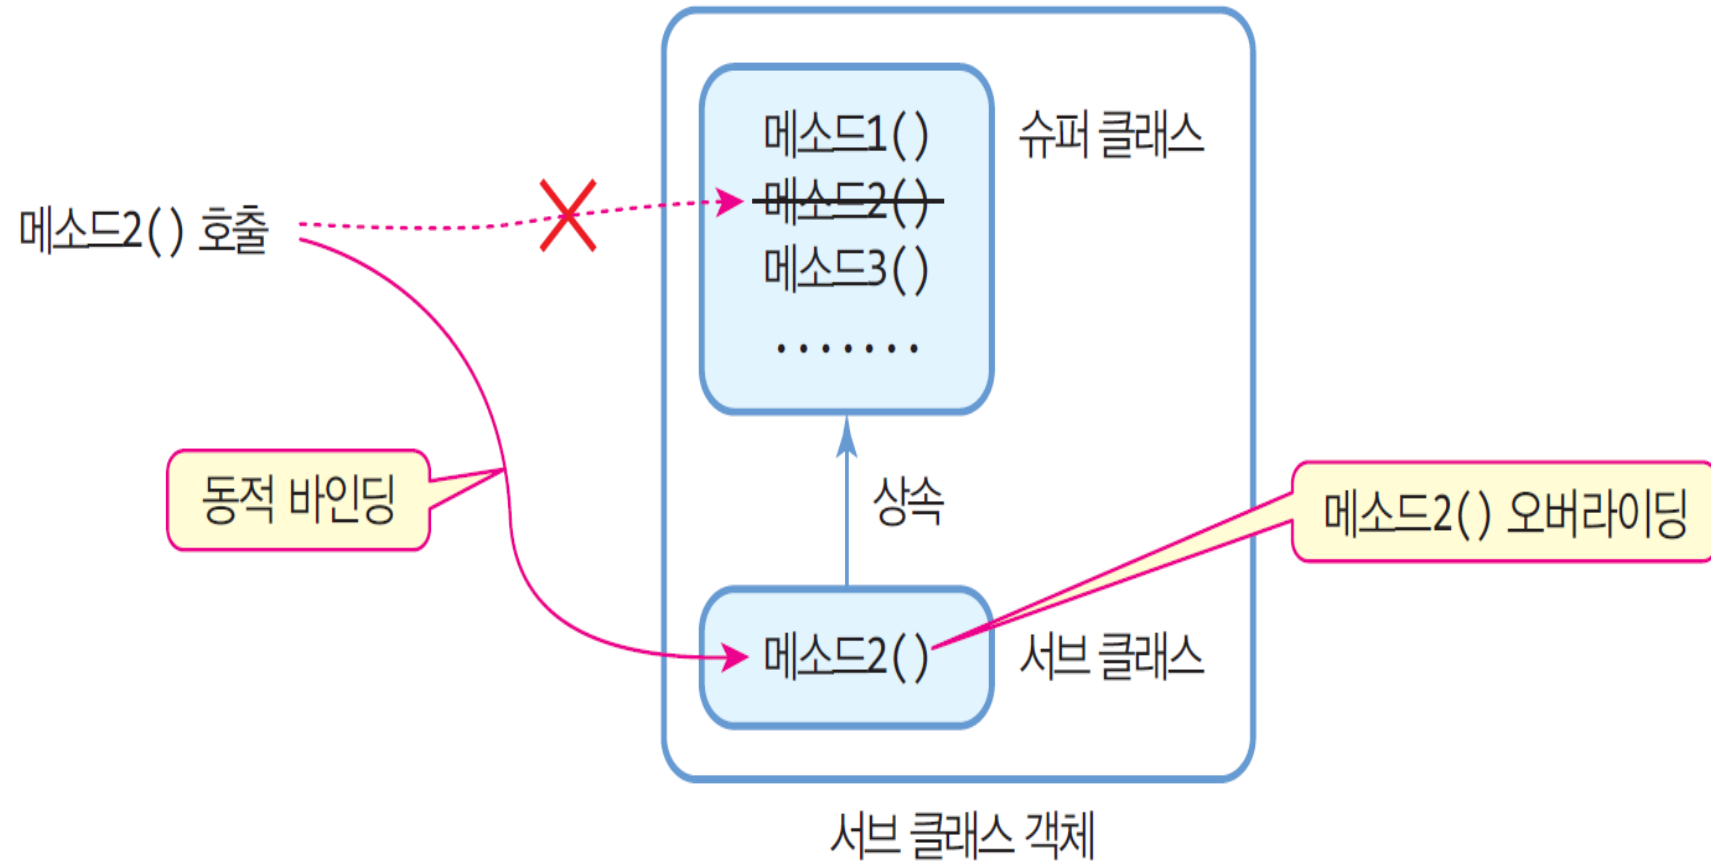 메소드1()
슈퍼 클래스
메소드2()
메소드2() 호출
메소드3()
.......
동적 바인딩
상속
메소드2() 오버라이딩
메소드2()
서브 클래스
서브 클래스 객체